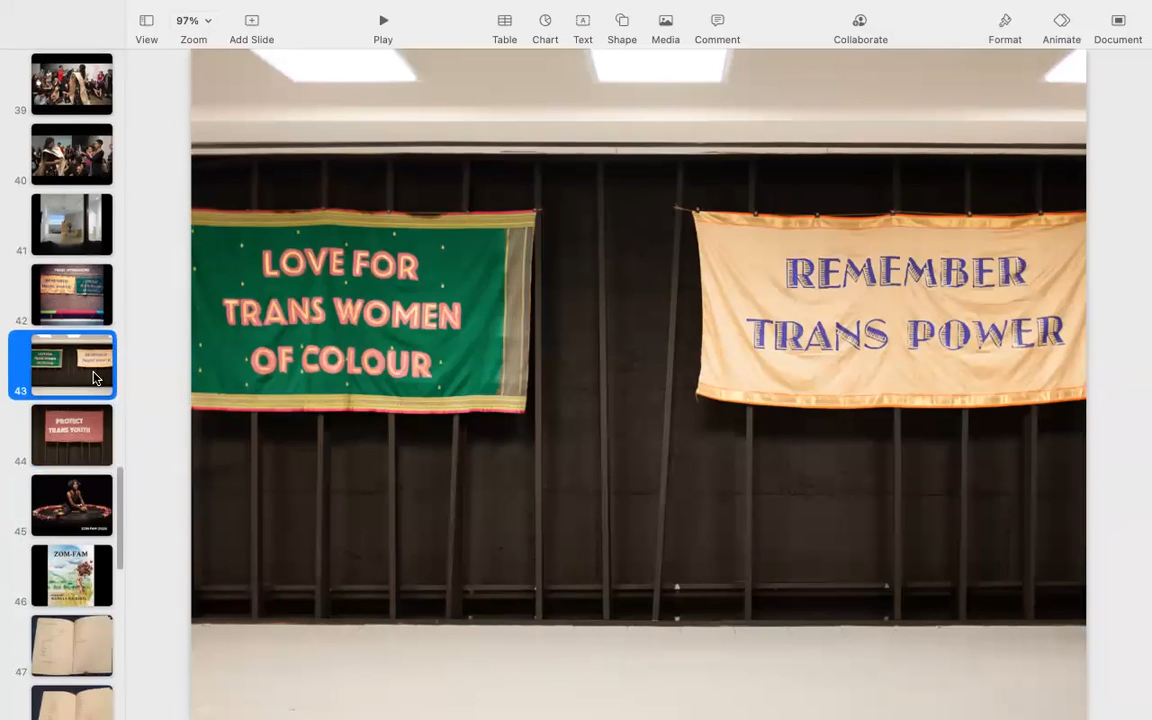 97%
View
Zoom
Add Slide
Play
Table
Chart
Text
Shape
Media
Comment
Collaborate
Format
Animate
Document
39
40
41
42
43
44
PROTECT
TRANS YOUTH
45
ZOM-FAM
46
47
LOVE FOR
TRANS WOMEN
OF COLOUR
REMEMBER
TRANS POWER